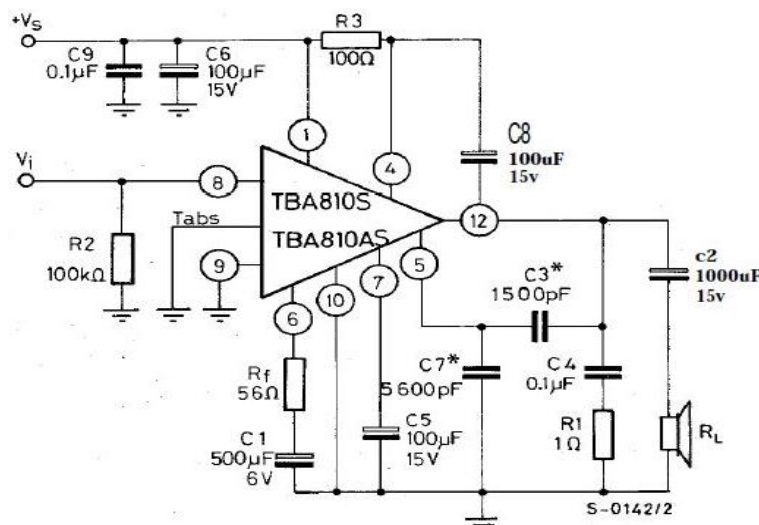 +Vs
C9
0.1µF
C6
100µF
15V
R3
100Ω
C8
100uF
15v
1
4
Vi
8
TBA810S
TBA810AS
12
Tabs
R2
100kΩ
9
6
10
7
5
C3*
1500pF
c2
1000uF
15v
Rf
56Ω
C7*
5600pF
C4
0.1µF
C1
500µF
6V
C5
100µF
15V
R1
1Ω
RL
S-0142/2